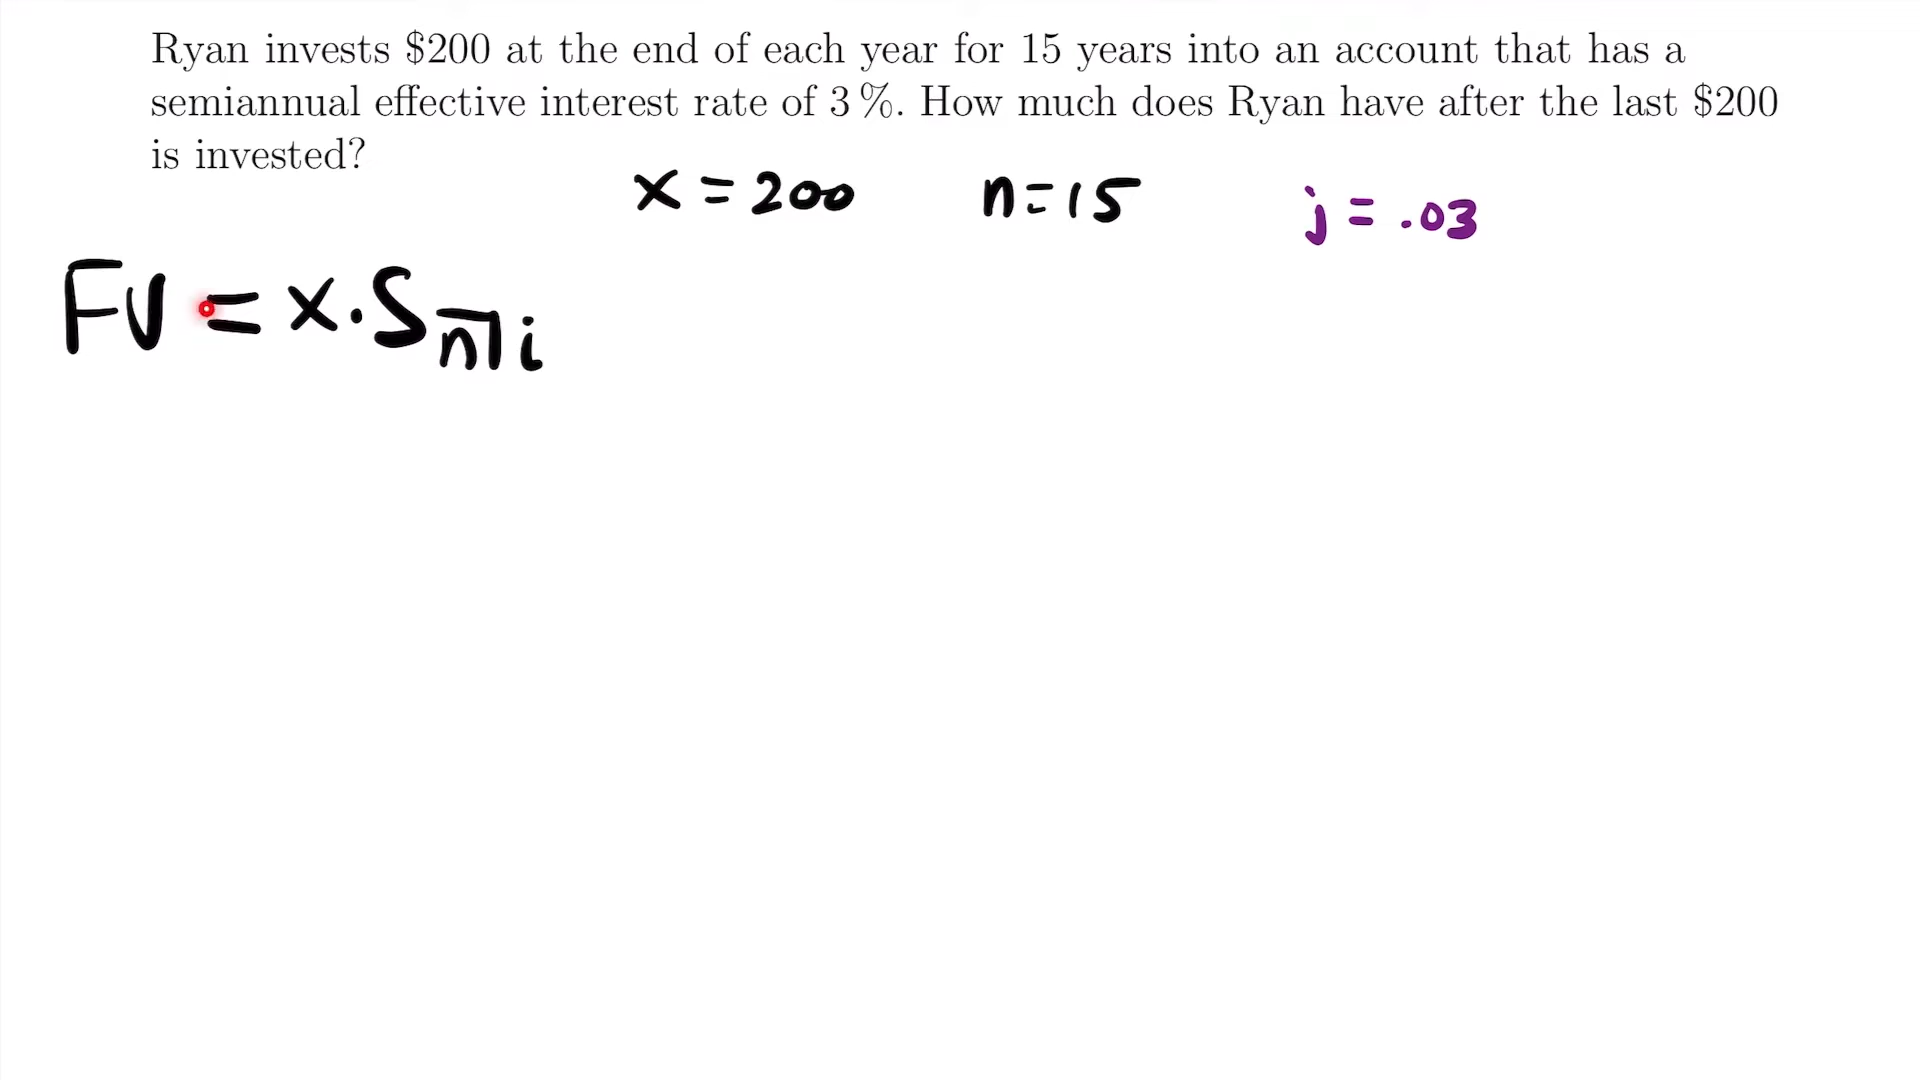 Ryan invests $200 at the end of each year for 15 years into an account that has a
semiannual effective interest rate of 3 %. How much does Ryan have after the last $200
is invested?
x = 200 n = 15 j = .03
FV = x · S n̅| i